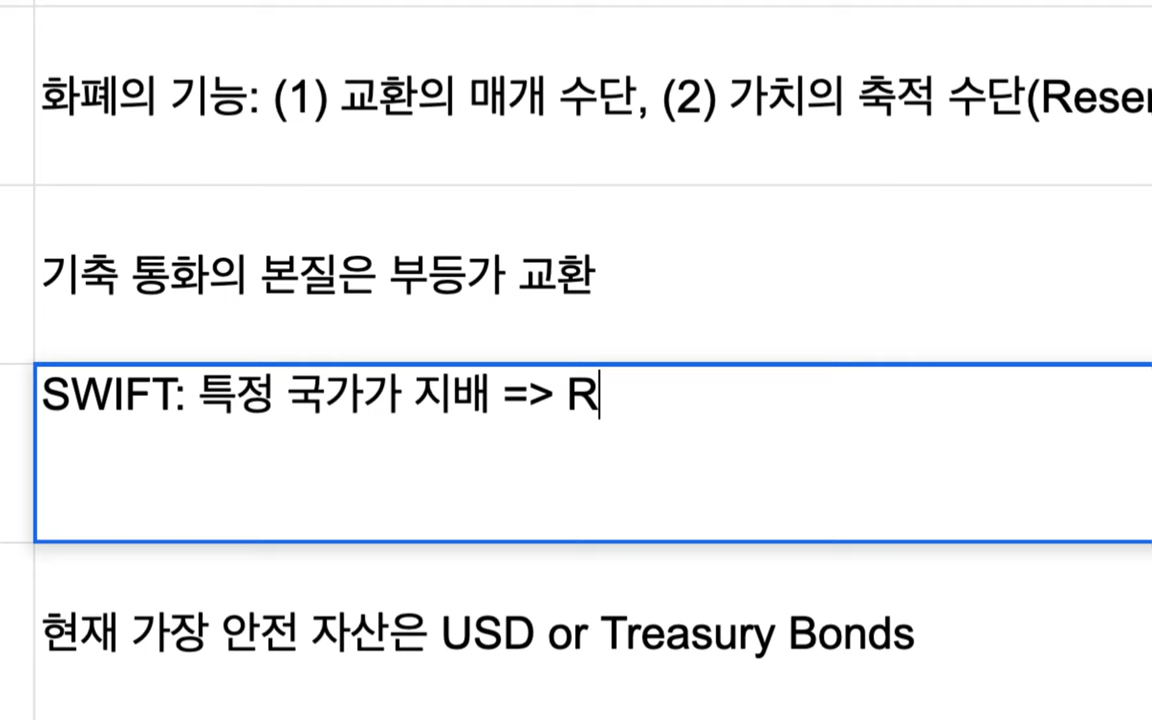 화폐의 기능: (1) 교환의 매개 수단, (2) 가치의 축적 수단(Reser
기축 통화의 본질은 부등가 교환
SWIFT: 특정 국가가 지배 => R
현재 가장 안전 자산은 USD or Treasury Bonds